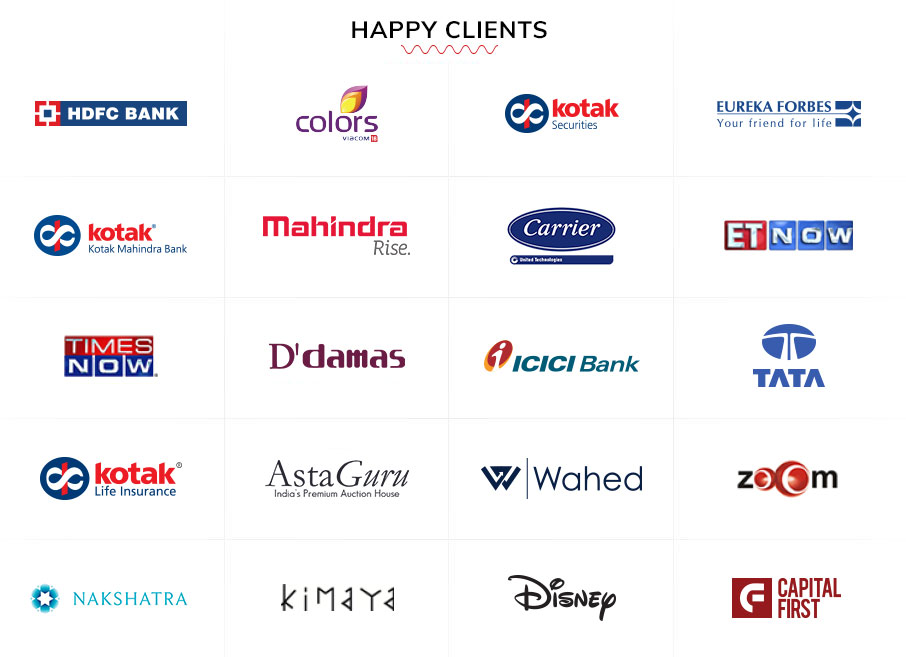 HAPPY CLIENTS
HDFC BANK
colors
VIACOM 18
kotak
Securities
EUREKA FORBES
Your friend for life
kotak®
Kotak Mahindra Bank
Mahindra
Rise.
Carrier
United Technologies
ET NOW
TIMES
NOW
D'damas
i ICICI Bank
TATA
kotak®
Life Insurance
AstaGuru
India's Premium Auction House
W Wahed
zoom
NAKSHATRA
KIMAYA
Disney
CAPITAL
FIRST